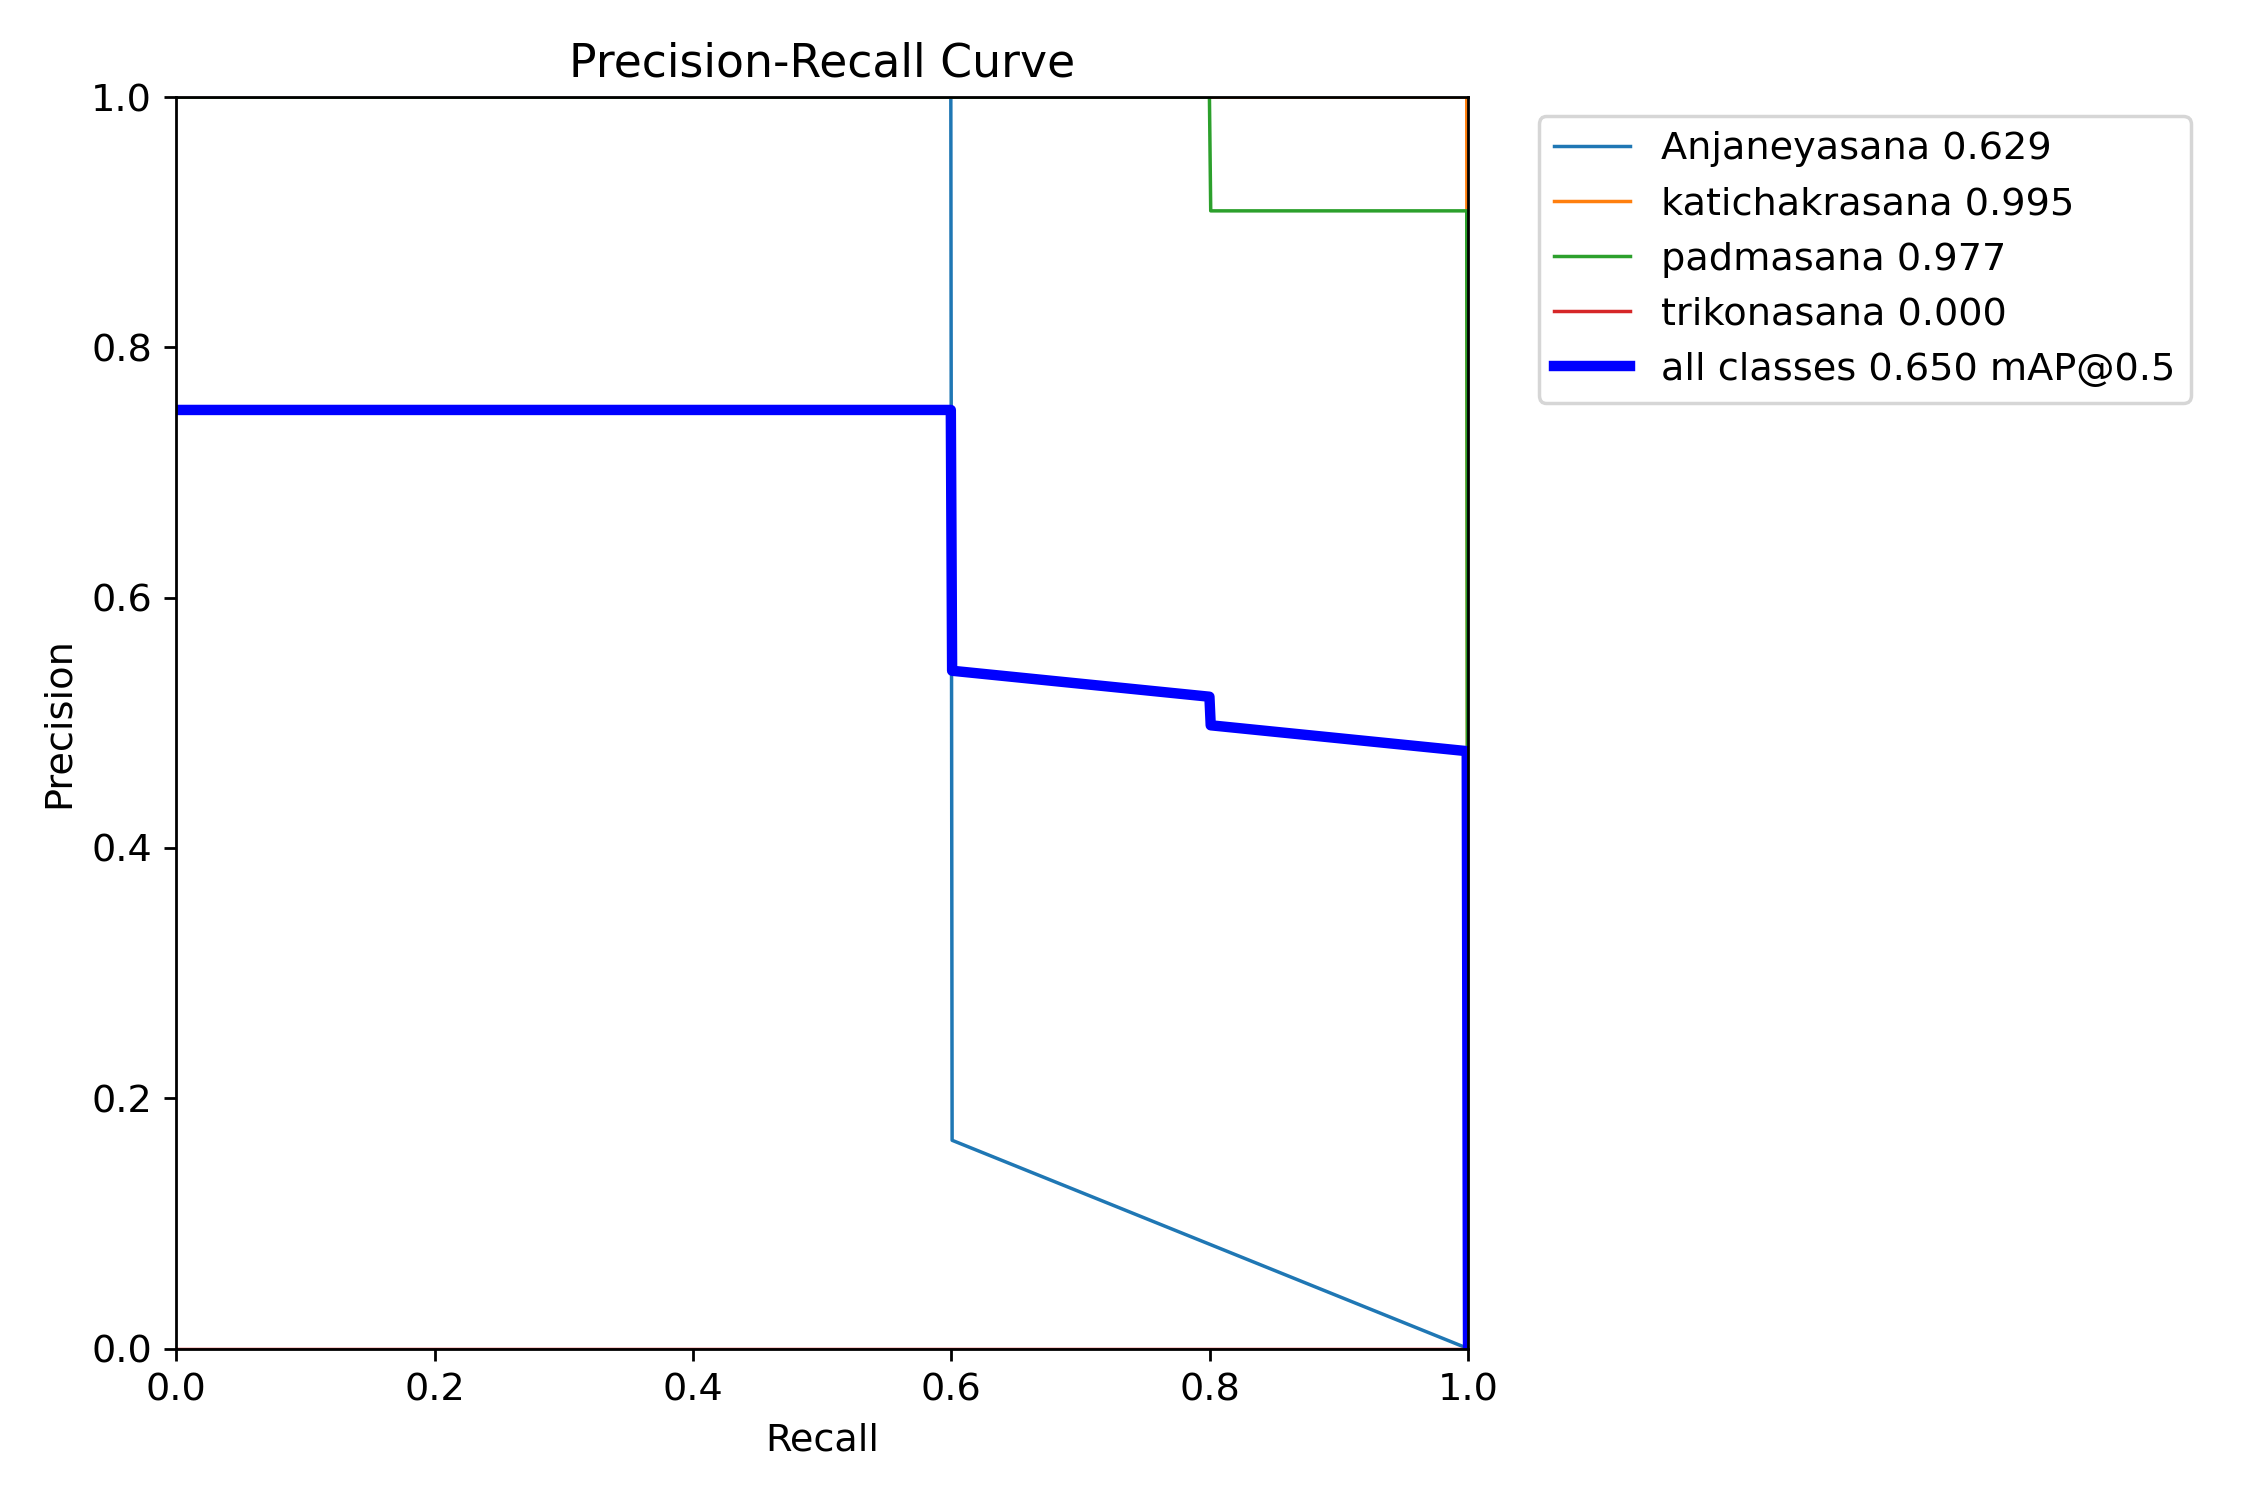 Precision-Recall Curve
1.0
0.8
0.6
0.4
0.2
0.0
Precision
0.0 0.2 0.4 0.6 0.8 1.0
Recall
Anjaneyasana 0.629
katichakrasana 0.995
padmasana 0.977
trikonasana 0.000
all classes 0.650 mAP@0.5